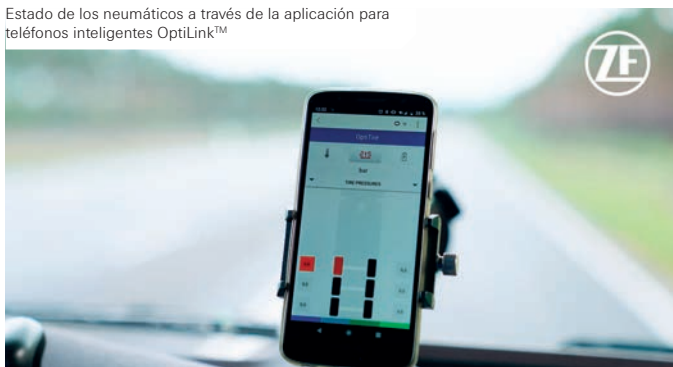 Estado de los neumáticos a través de la aplicación para
teléfonos inteligentes OptiLink™
ZF
OptiTire
bar
TIRE PRESSURES